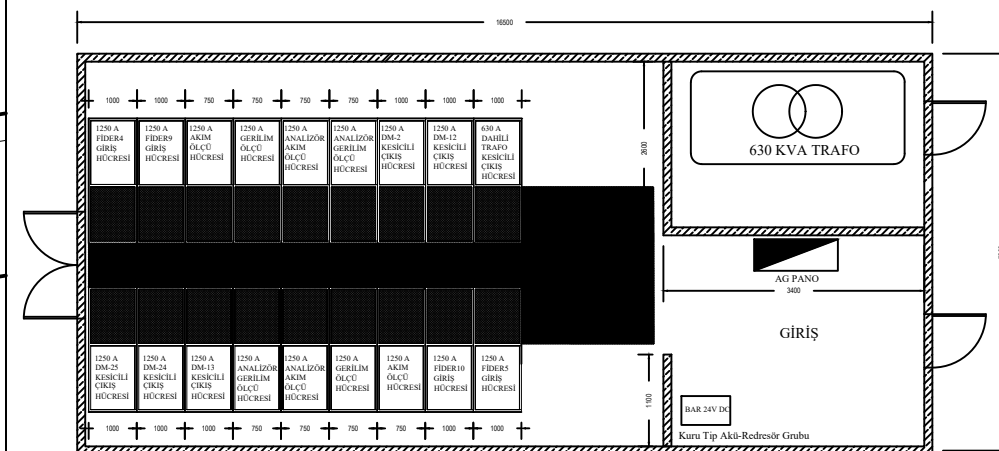 16500
1000
1000
750
750
750
750
1000
1000
1000
1250 A
FİDER4
GİRİŞ
HÜCRESİ
1250 A
FİDER9
GİRİŞ
HÜCRESİ
1250 A
AKIM
ÖLÇÜ
HÜCRESİ
1250 A
GERİLİM
ÖLÇÜ
HÜCRESİ
1250 A
ANALİZÖR
AKIM
ÖLÇÜ
HÜCRESİ
1250 A
ANALİZÖR
GERİLİM
ÖLÇÜ
HÜCRESİ
1250 A
DM-2
KESİCİLİ
ÇIKIŞ
HÜCRESİ
1250 A
DM-12
KESİCİLİ
ÇIKIŞ
HÜCRESİ
630 A
DAHİLİ
TRAFO
KESİCİLİ
ÇIKIŞ
HÜCRESİ
2600
630 KVA TRAFO
AG PANO
3400
GİRİŞ
1250 A
DM-25
KESİCİLİ
ÇIKIŞ
HÜCRESİ
1250 A
DM-24
KESİCİLİ
ÇIKIŞ
HÜCRESİ
1250 A
DM-13
KESİCİLİ
ÇIKIŞ
HÜCRESİ
1250 A
ANALİZÖR
GERİLİM
ÖLÇÜ
HÜCRESİ
1250 A
ANALİZÖR
AKIM
ÖLÇÜ
HÜCRESİ
1250 A
GERİLİM
ÖLÇÜ
HÜCRESİ
1250 A
AKIM
ÖLÇÜ
HÜCRESİ
1250 A
FİDER10
GİRİŞ
HÜCRESİ
1250 A
FİDER5
GİRİŞ
HÜCRESİ
1100
BAR 24V DC
Kuru Tip Akü-Redresör Grubu
1000
1000
1000
750
750
750
750
1000
1000